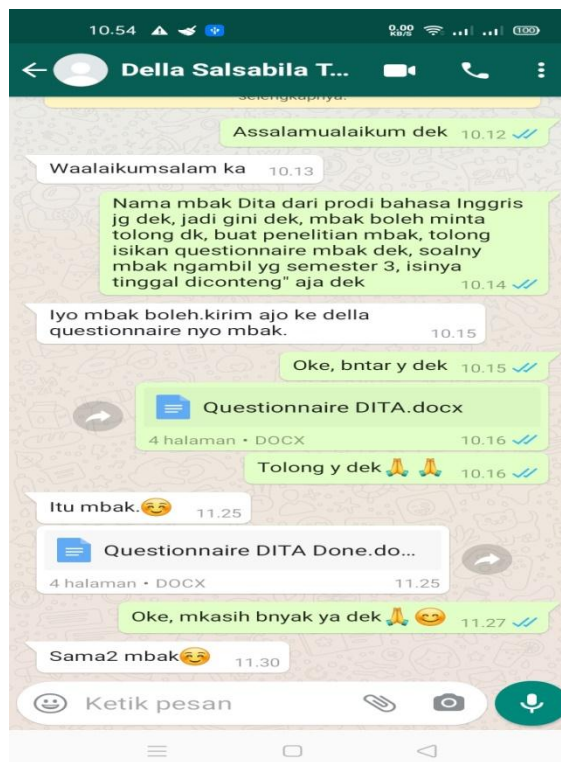 10.54
0.00
KB/S
100
Della Salsabila T...
selengkapnya.
Assalamualaikum dek 10.12
Waalaikumsalam ka 10.13
Nama mbak Dita dari prodi bahasa Inggris
jg dek, jadi gini dek, mbak boleh minta
tolong dk, buat penelitian mbak, tolong
isikan questionnaire mbak dek, soalny
mbak ngambil yg semester 3, isinya
tinggal diconteng" aja dek 10.14
Iyo mbak boleh.kirim ajo ke della
questionnaire nyo mbak. 10.15
Oke, bntar y dek 10.15
Questionnaire DITA.docx
4 halaman • DOCX 10.16
Tolong y dek🙏 🙏 10.16
Itu mbak.☺️ 11.25
Questionnaire DITA Done.do...
4 halaman • DOCX 11.25
Oke, mkasih bnyak ya dek🙏 😊 11.27
Sama2 mbak☺️ 11.30
Ketik pesan